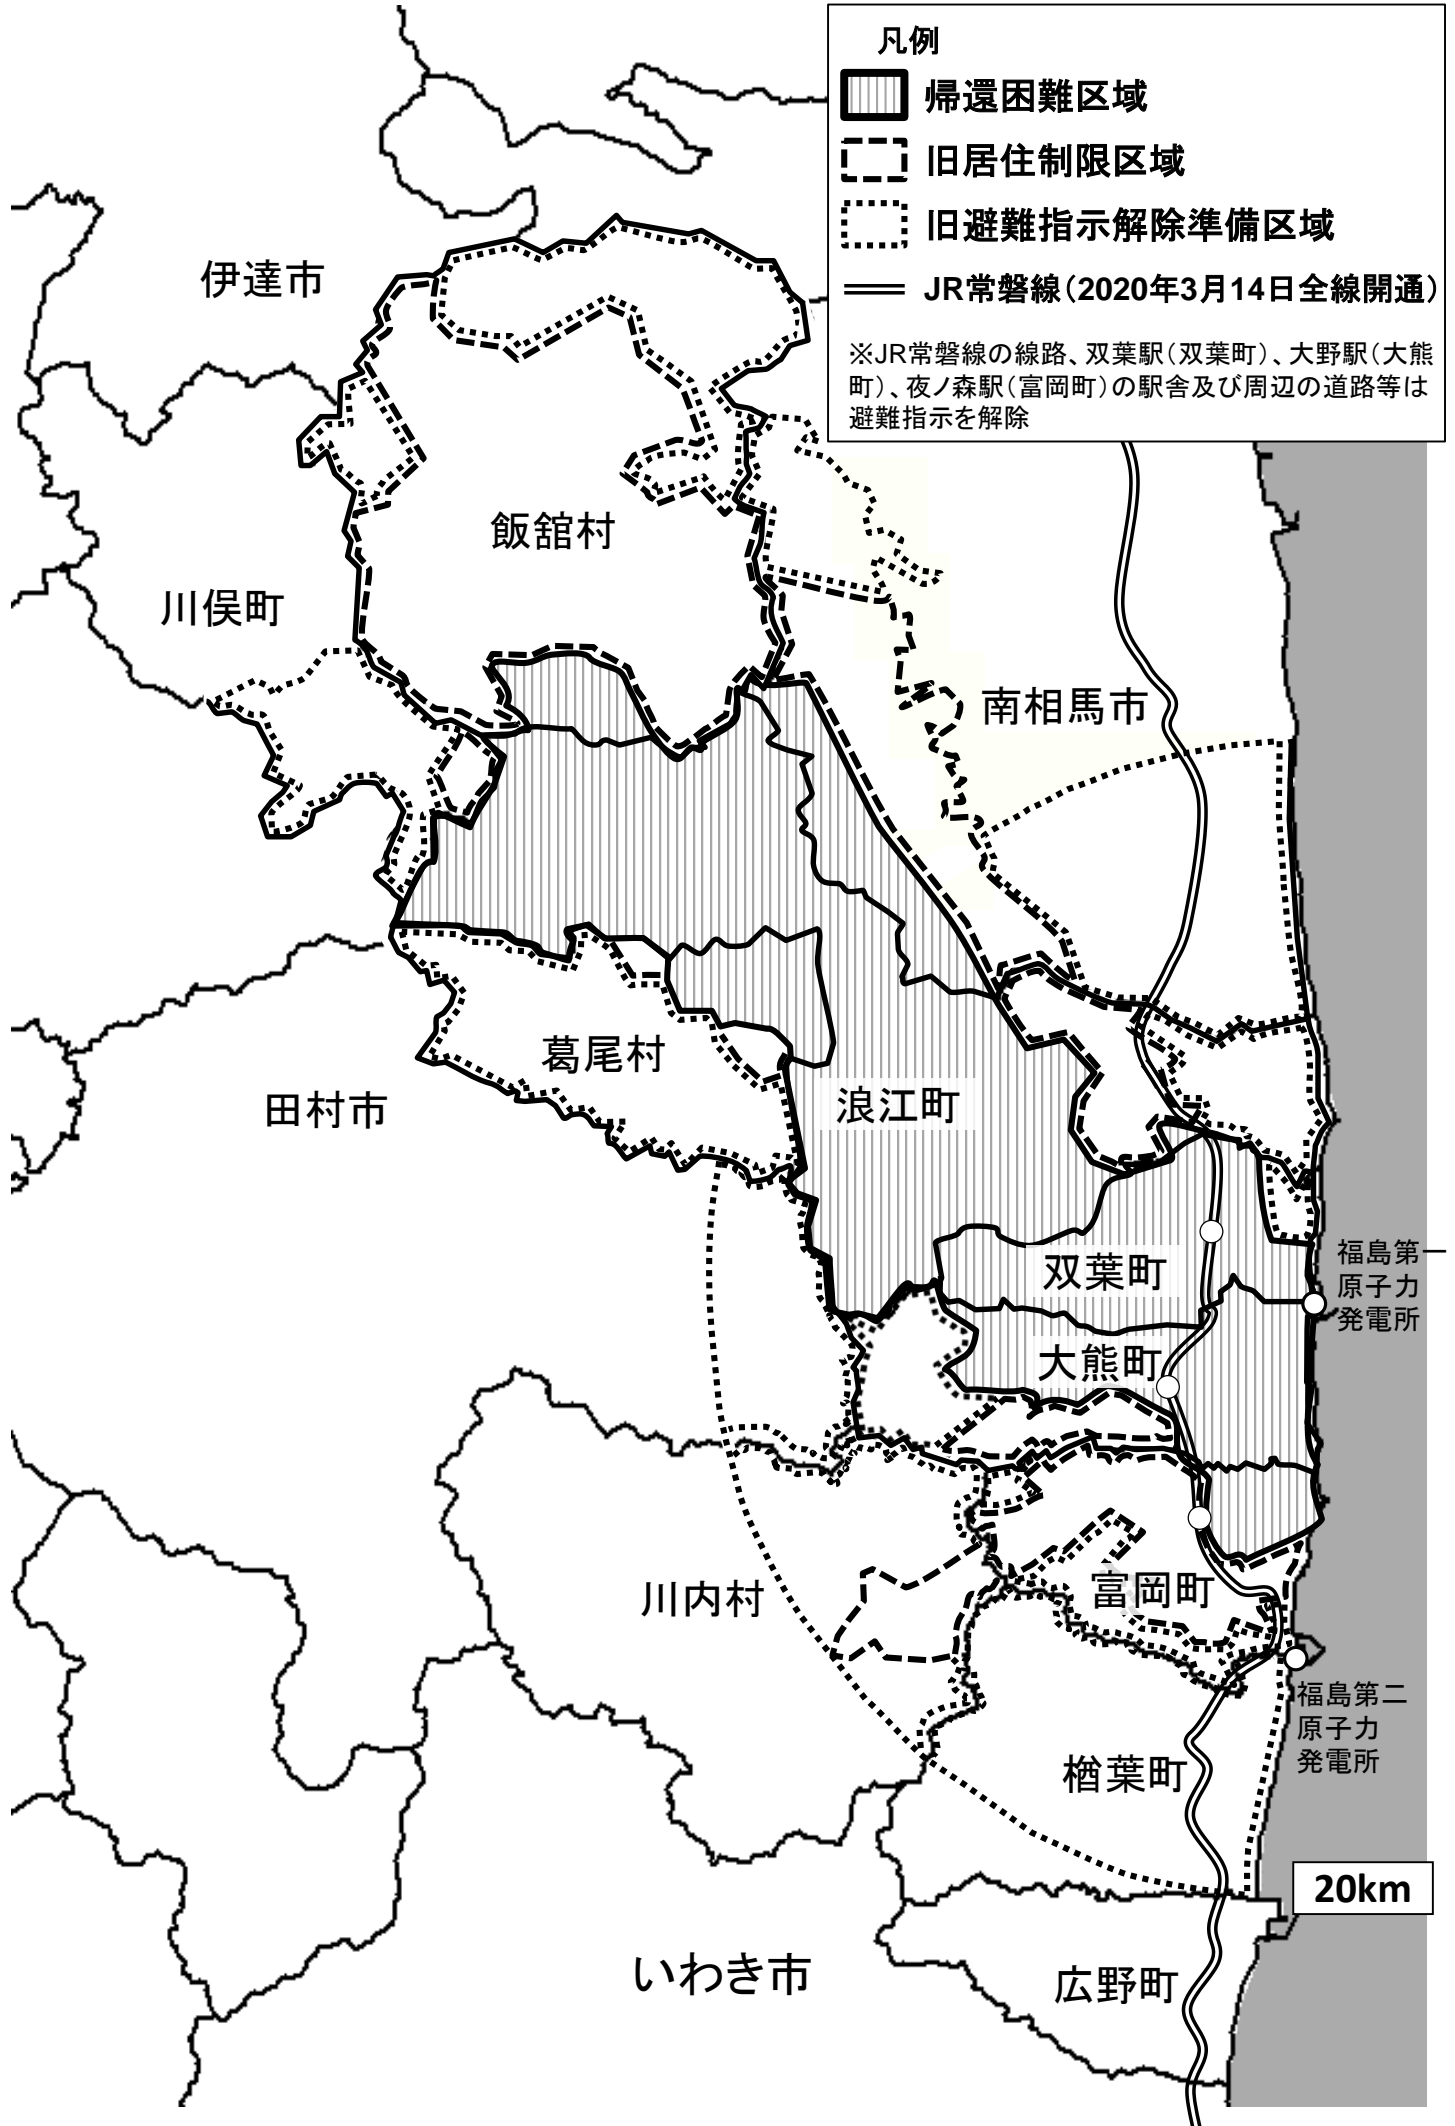 凡例
帰還困難区域
旧居住制限区域
旧避難指示解除準備区域
JR常磐線（2020年3月14日全線開通）
※JR常磐線の線路、双葉駅（双葉町）、大野駅（大熊
町）、夜ノ森駅（富岡町）の駅舎及び周辺の道路等は
避難指示を解除
伊達市
飯舘村
川俣町
南相馬市
葛尾村
田村市
浪江町
双葉町
福島第一
原子力
発電所
大熊町
川内村
富岡町
福島第二
原子力
発電所
楢葉町
20km
いわき市
広野町